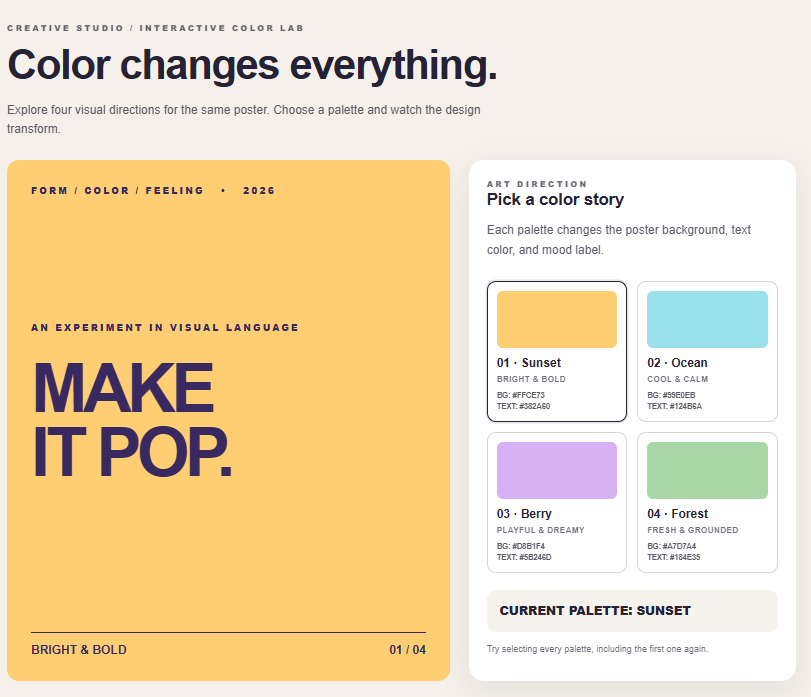 CREATIVE STUDIO / INTERACTIVE COLOR LAB
Color changes everything.
Explore four visual directions for the same poster. Choose a palette and watch the design
transform.
FORM / COLOR / FEELING • 2026
AN EXPERIMENT IN VISUAL LANGUAGE
MAKE
IT POP.
BRIGHT & BOLD
01 / 04
ART DIRECTION
Pick a color story
Each palette changes the poster background, text
color, and mood label.
01 · Sunset
BRIGHT & BOLD
BG: #FFCE73
TEXT: #382A60
02 · Ocean
COOL & CALM
BG: #99E0EB
TEXT: #124B6A
03 · Berry
PLAYFUL & DREAMY
BG: #D8B1F4
TEXT: #5B246D
04 · Forest
FRESH & GROUNDED
BG: #A7D7A4
TEXT: #184E35
CURRENT PALETTE: SUNSET
Try selecting every palette, including the first one again.